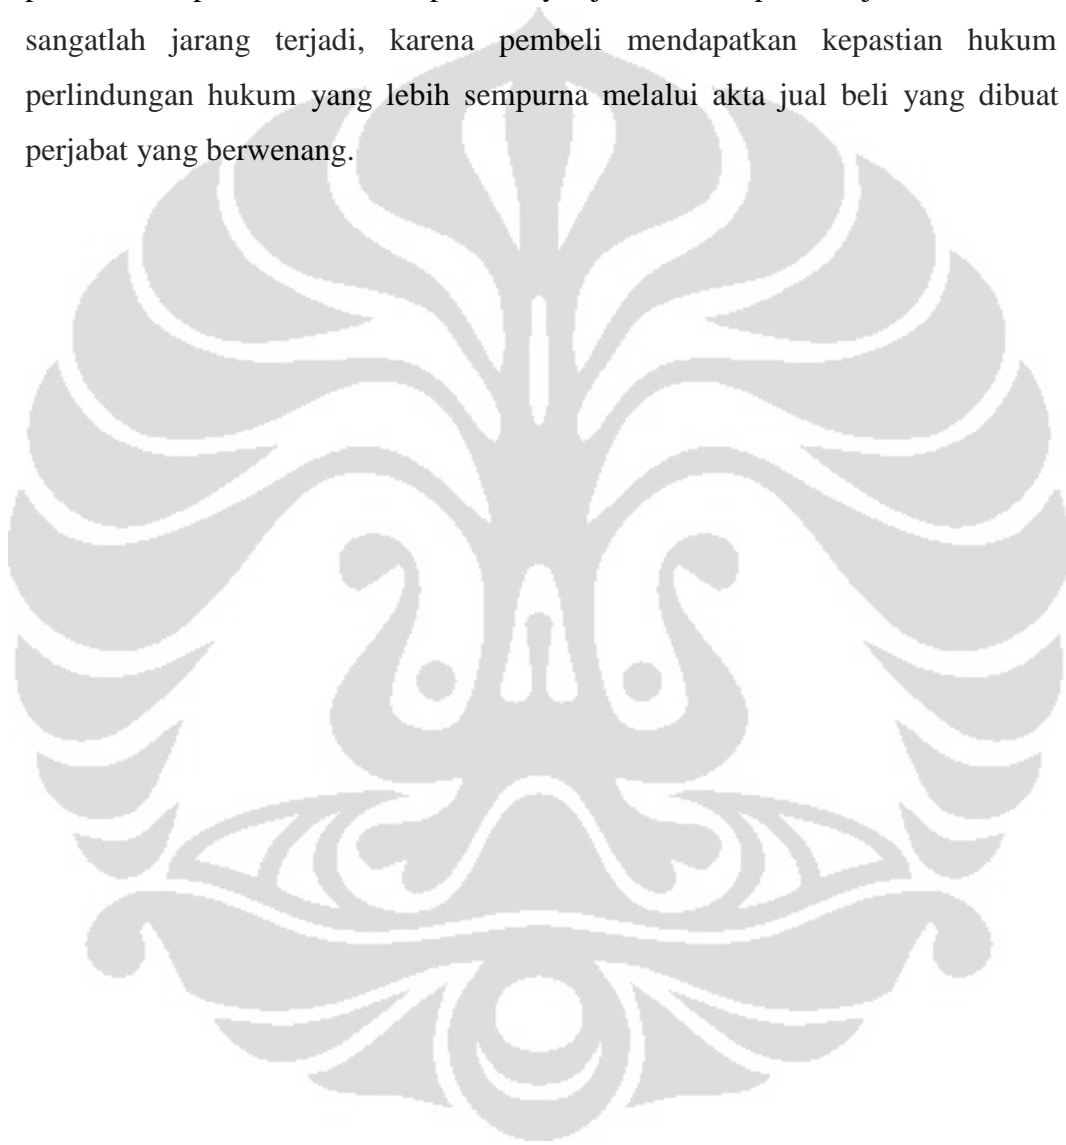 sangatlah jarang terjadi, karena pembeli mendapatkan kepastian hukum
perlindungan hukum yang lebih sempurna melalui akta jual beli yang dibuat
perjabat yang berwenang.